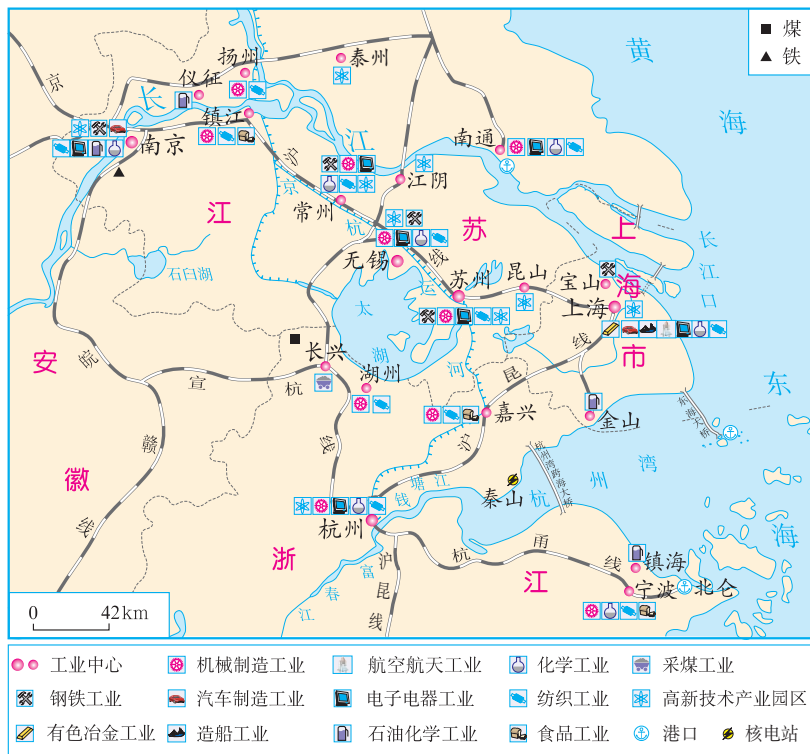 煤
铁
黄
海
东
海
长
江
口
京
沪
线
长
江
扬州
泰州
仪征
镇江
南京
南通
江阴
常州
京
杭
运
河
江
苏
上
海
市
无锡
苏州
昆山
宝山
上海
石臼湖
太
湖
安
徽
皖
赣
线
宣
杭
线
长兴
湖州
嘉兴
沪
昆
线
金山
东海大桥
杭州湾跨海大桥
杭
州
湾
秦山
钱
塘
江
杭州
浙
江
富
春
江
沪
昆
线
杭
甬
线
镇海
宁波
北仑
0 42km
工业中心 机械制造工业 航空航天工业 化学工业 采煤工业
钢铁工业 汽车制造工业 电子电器工业 纺织工业 高新技术产业园区
有色冶金工业 造船工业 石油化学工业 食品工业 港口 核电站